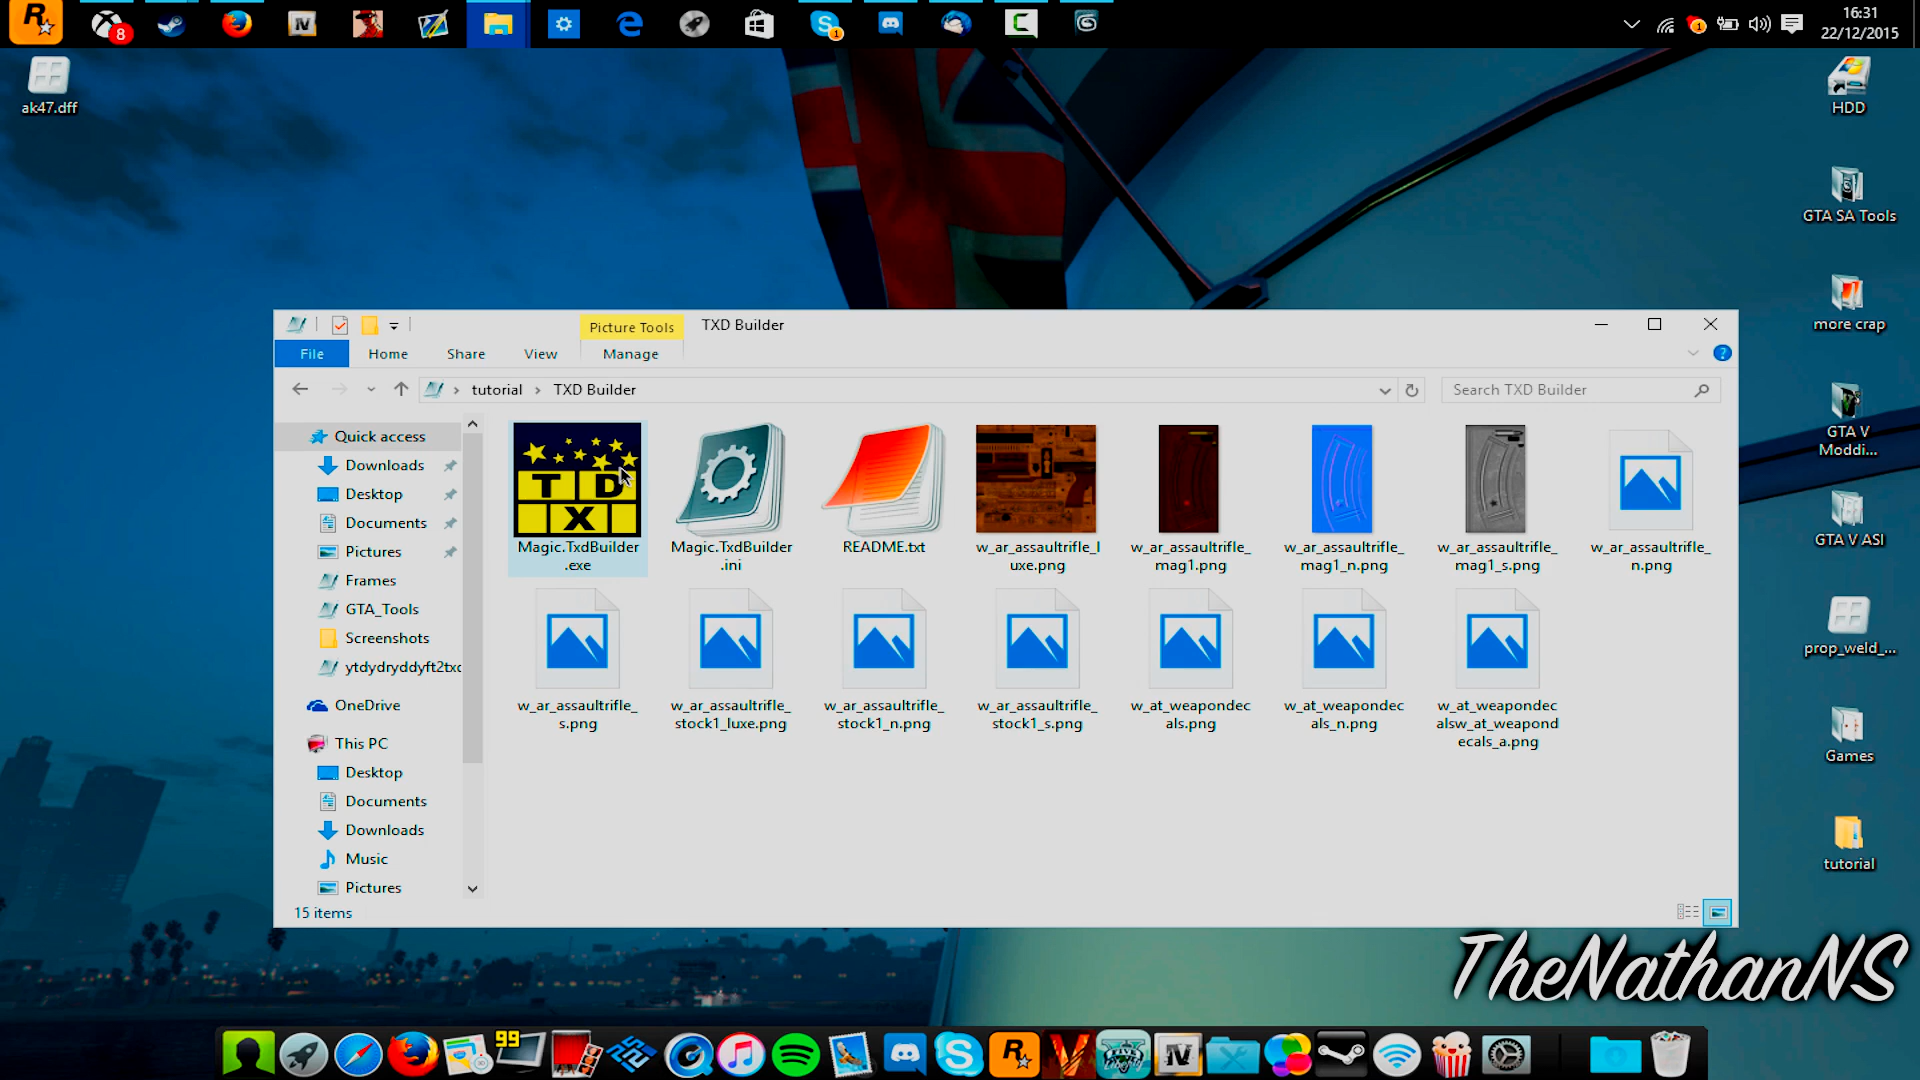 8
1
1
16:31
22/12/2015
ak47.dff
HDD
GTA SA Tools
more crap
GTA V
Moddi...
GTA V ASI
prop_weld_...
Games
tutorial
Picture Tools
TXD Builder
File
Home
Share
View
Manage
tutorial
TXD Builder
Search TXD Builder
Quick access
Downloads
Desktop
Documents
Pictures
Frames
GTA_Tools
Screenshots
ytdydryddyft2txd
OneDrive
This PC
Desktop
Documents
Downloads
Music
Pictures
T D
X
Magic.TxdBuilder
.exe
Magic.TxdBuilder
.ini
README.txt
w_ar_assaultrifle_l
uxe.png
w_ar_assaultrifle_
mag1.png
w_ar_assaultrifle_
mag1_n.png
w_ar_assaultrifle_
mag1_s.png
w_ar_assaultrifle_
n.png
w_ar_assaultrifle_
s.png
w_ar_assaultrifle_
stock1_luxe.png
w_ar_assaultrifle_
stock1_n.png
w_ar_assaultrifle_
stock1_s.png
w_at_weapondec
als.png
w_at_weapondec
als_n.png
w_at_weapondec
alsw_at_weapond
ecals_a.png
15 items
TheNathanNS
99